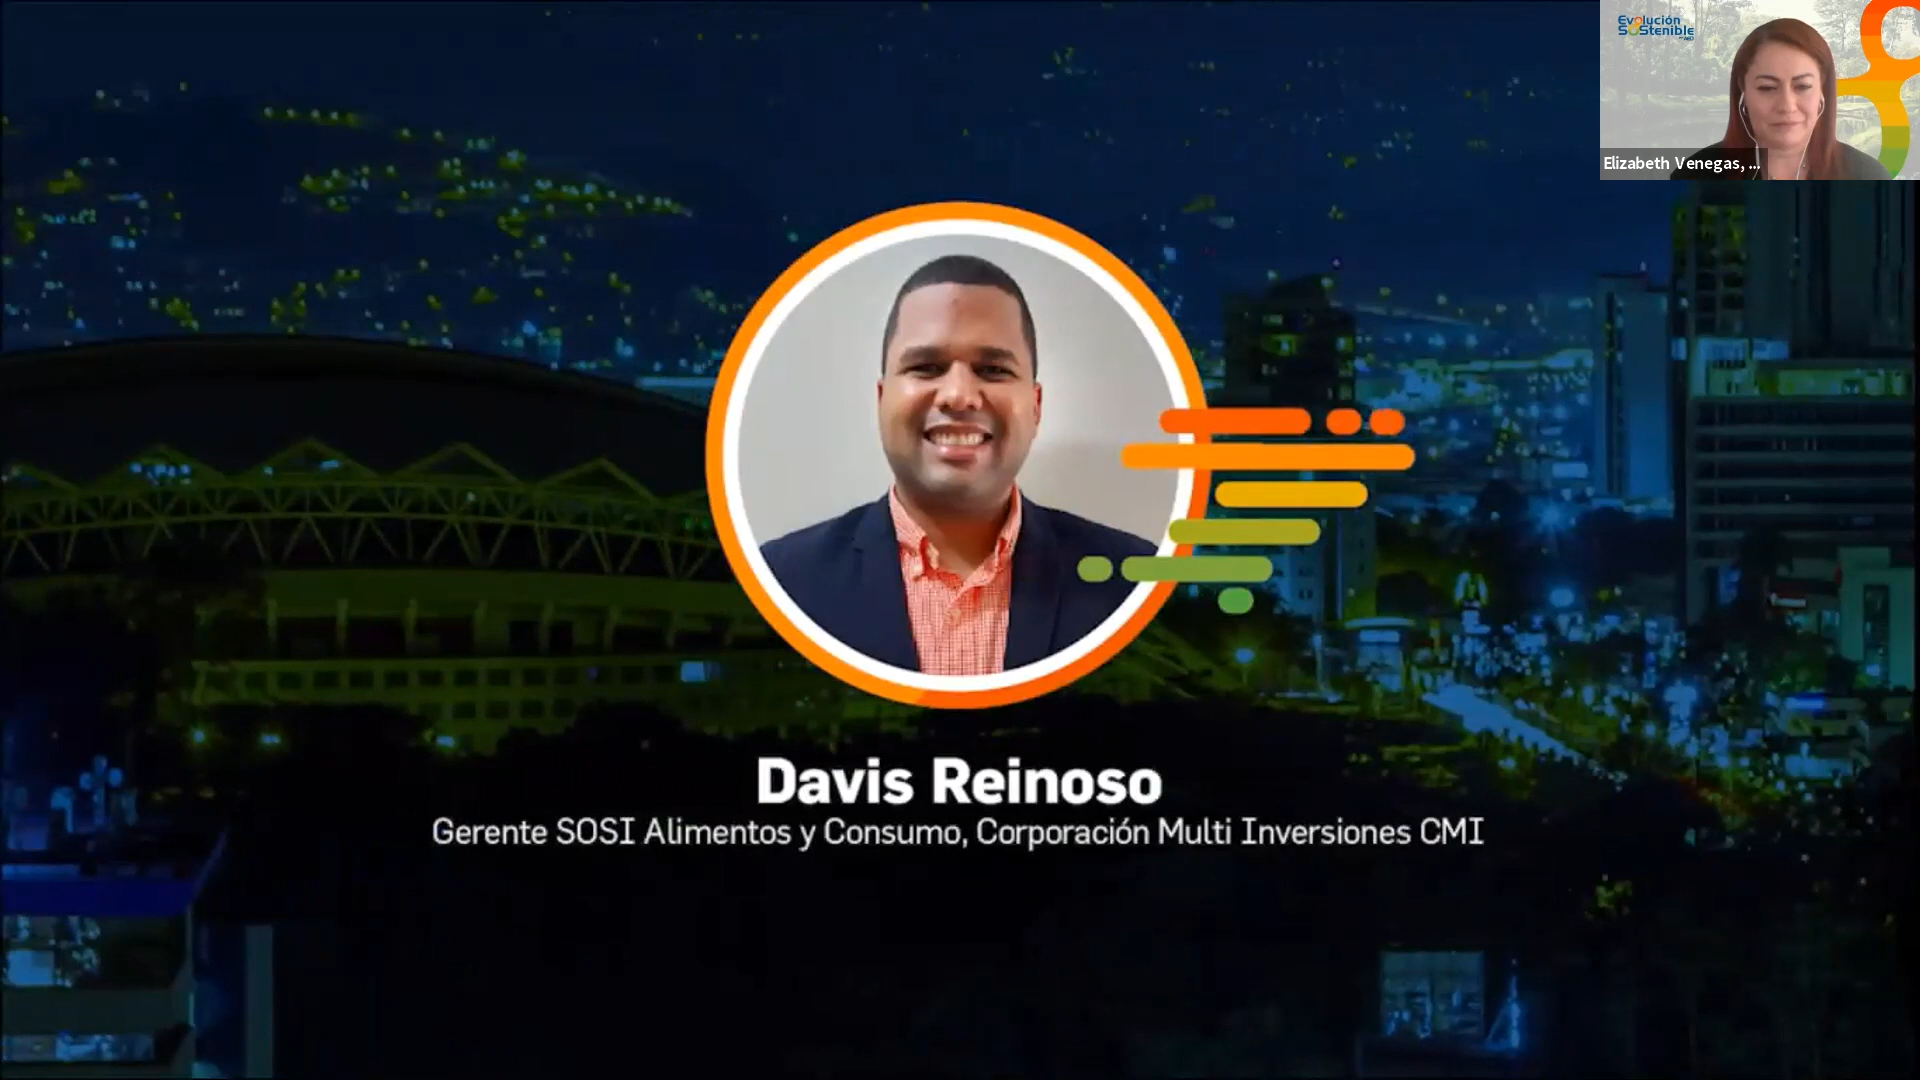 Evolución
SOStenible
Elizabeth Venegas, ...
Davis Reinoso
Gerente SOSI Alimentos y Consumo, Corporación Multi Inversiones CMI